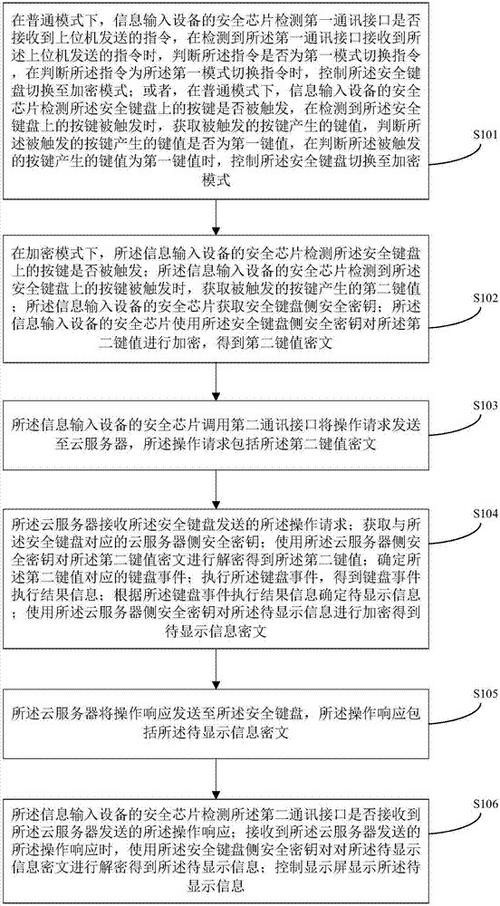 在普通模式下，信息输入设备的安全芯片检测第一通讯接口是否
接收到上位机发送的指令，在检测到所述第一通讯接口接收到所
述上位机发送的指令时，判断所述指令是否为第一模式切换指令
，在判断所述指令为所述第一模式切换指令时，控制所述安全键
盘切换至加密模式；或者，在普通模式下，信息输入设备的安全
芯片检测所述安全键盘上的按键是否被触发，在检测到所述安全
键盘上的按键被触发时，获取被触发的按键产生的键值，判断所
述被触发的按键产生的键值是否为第一键值，在判断所述被触发
的按键产生的键值为第一键值时，控制所述安全键盘切换至加密
模式
S101
在加密模式下，所述信息输入设备的安全芯片检测所述安全键盘
上的按键是否被触发；所述信息输入设备的安全芯片检测到所述
安全键盘上的按键被触发时，获取被触发的按键产生的第二键值
；所述信息输入设备的安全芯片获取安全键盘侧安全密钥；所述
信息输入设备的安全芯片使用所述安全键盘侧安全密钥对所述第
二键值进行加密，得到第二键值密文
S102
所述信息输入设备的安全芯片调用第二通讯接口将操作请求发送
至云服务器，所述操作请求包括所述第二键值密文
S103
所述云服务器接收所述安全键盘发送的所述操作请求；获取与所
述安全键盘对应的云服务器侧安全密钥；使用所述云服务器侧安
全密钥对所述第二键值密文进行解密得到所述第二键值；确定所
述第二键值对应的键盘事件；执行所述键盘事件，得到键盘事件
执行结果信息；根据所述键盘事件执行结果信息确定待显示信息
；使用所述云服务器侧安全密钥对所述待显示信息进行加密得到
待显示信息密文
S104
所述云服务器将操作响应发送至所述安全键盘，所述操作响应包
括所述待显示信息密文
S105
所述信息输入设备的安全芯片检测所述第二通讯接口是否接收到
所述云服务器发送的所述操作响应；接收到所述云服务器发送的
所述操作响应时，使用所述安全键盘侧安全密钥对对所述待显示
信息密文进行解密得到所述待显示信息；控制显示屏显示所述待
显示信息
S106